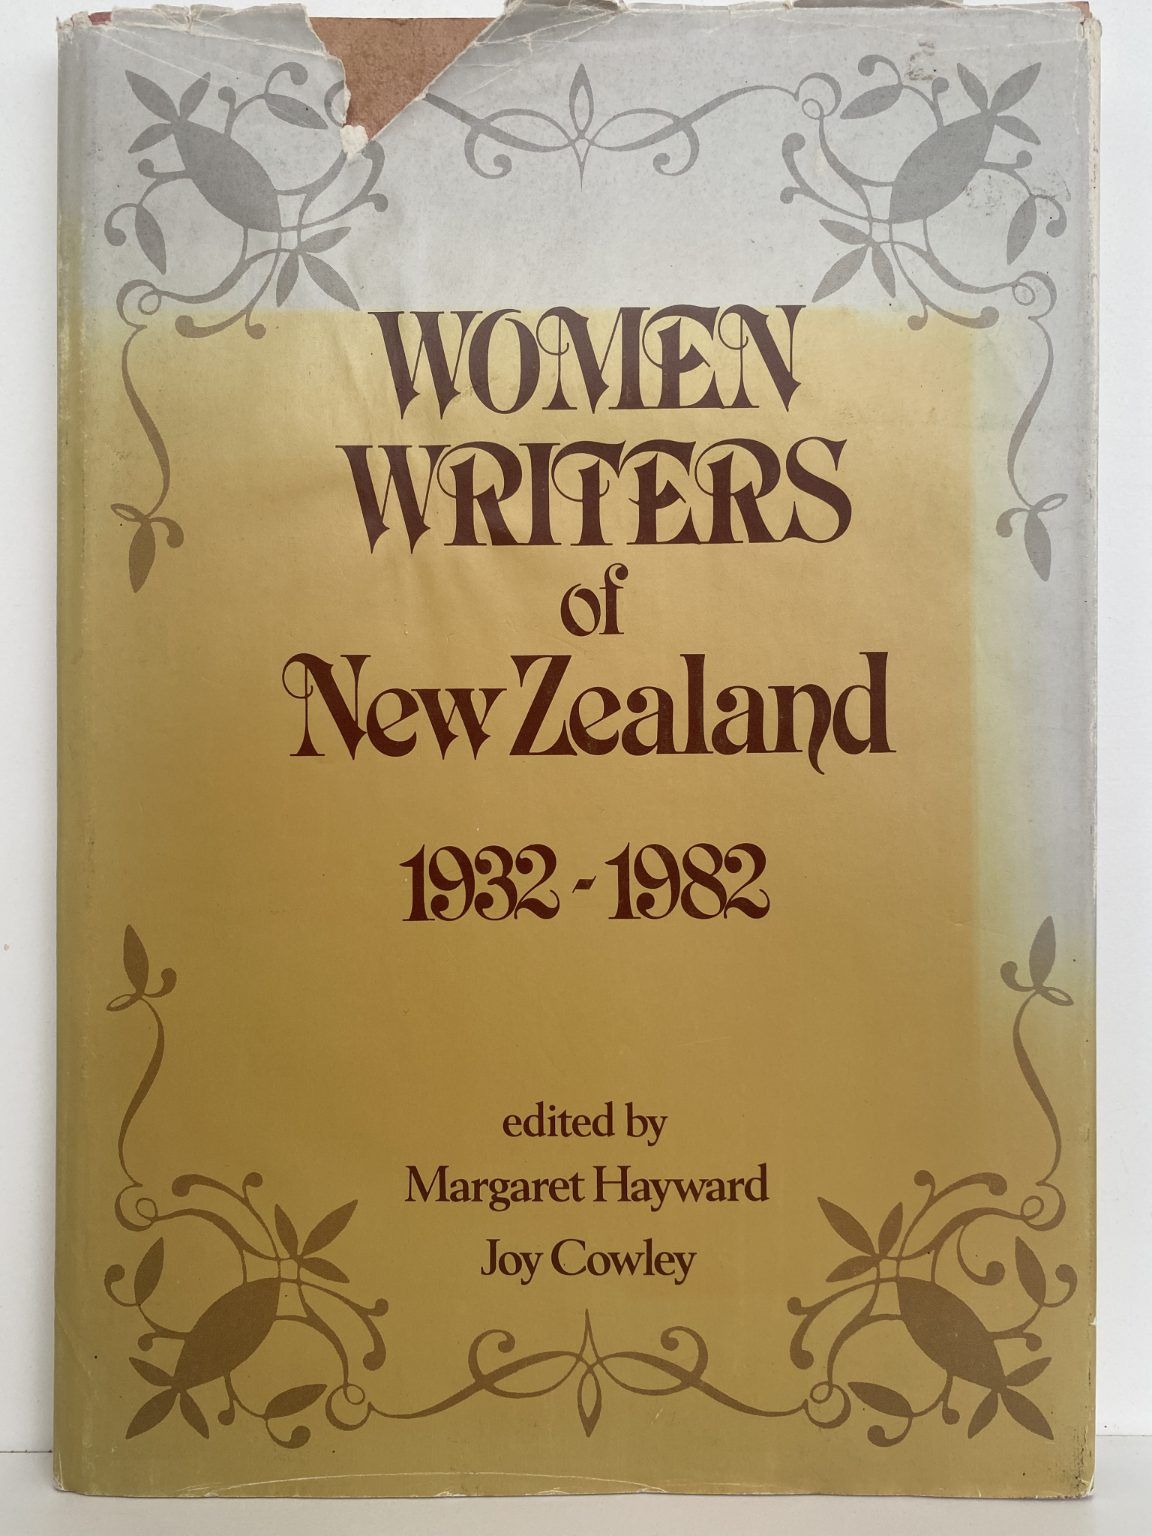 WOMEN
WRITERS
of
New Zealand
1932-1982
edited by
Margaret Hayward
Joy Cowley